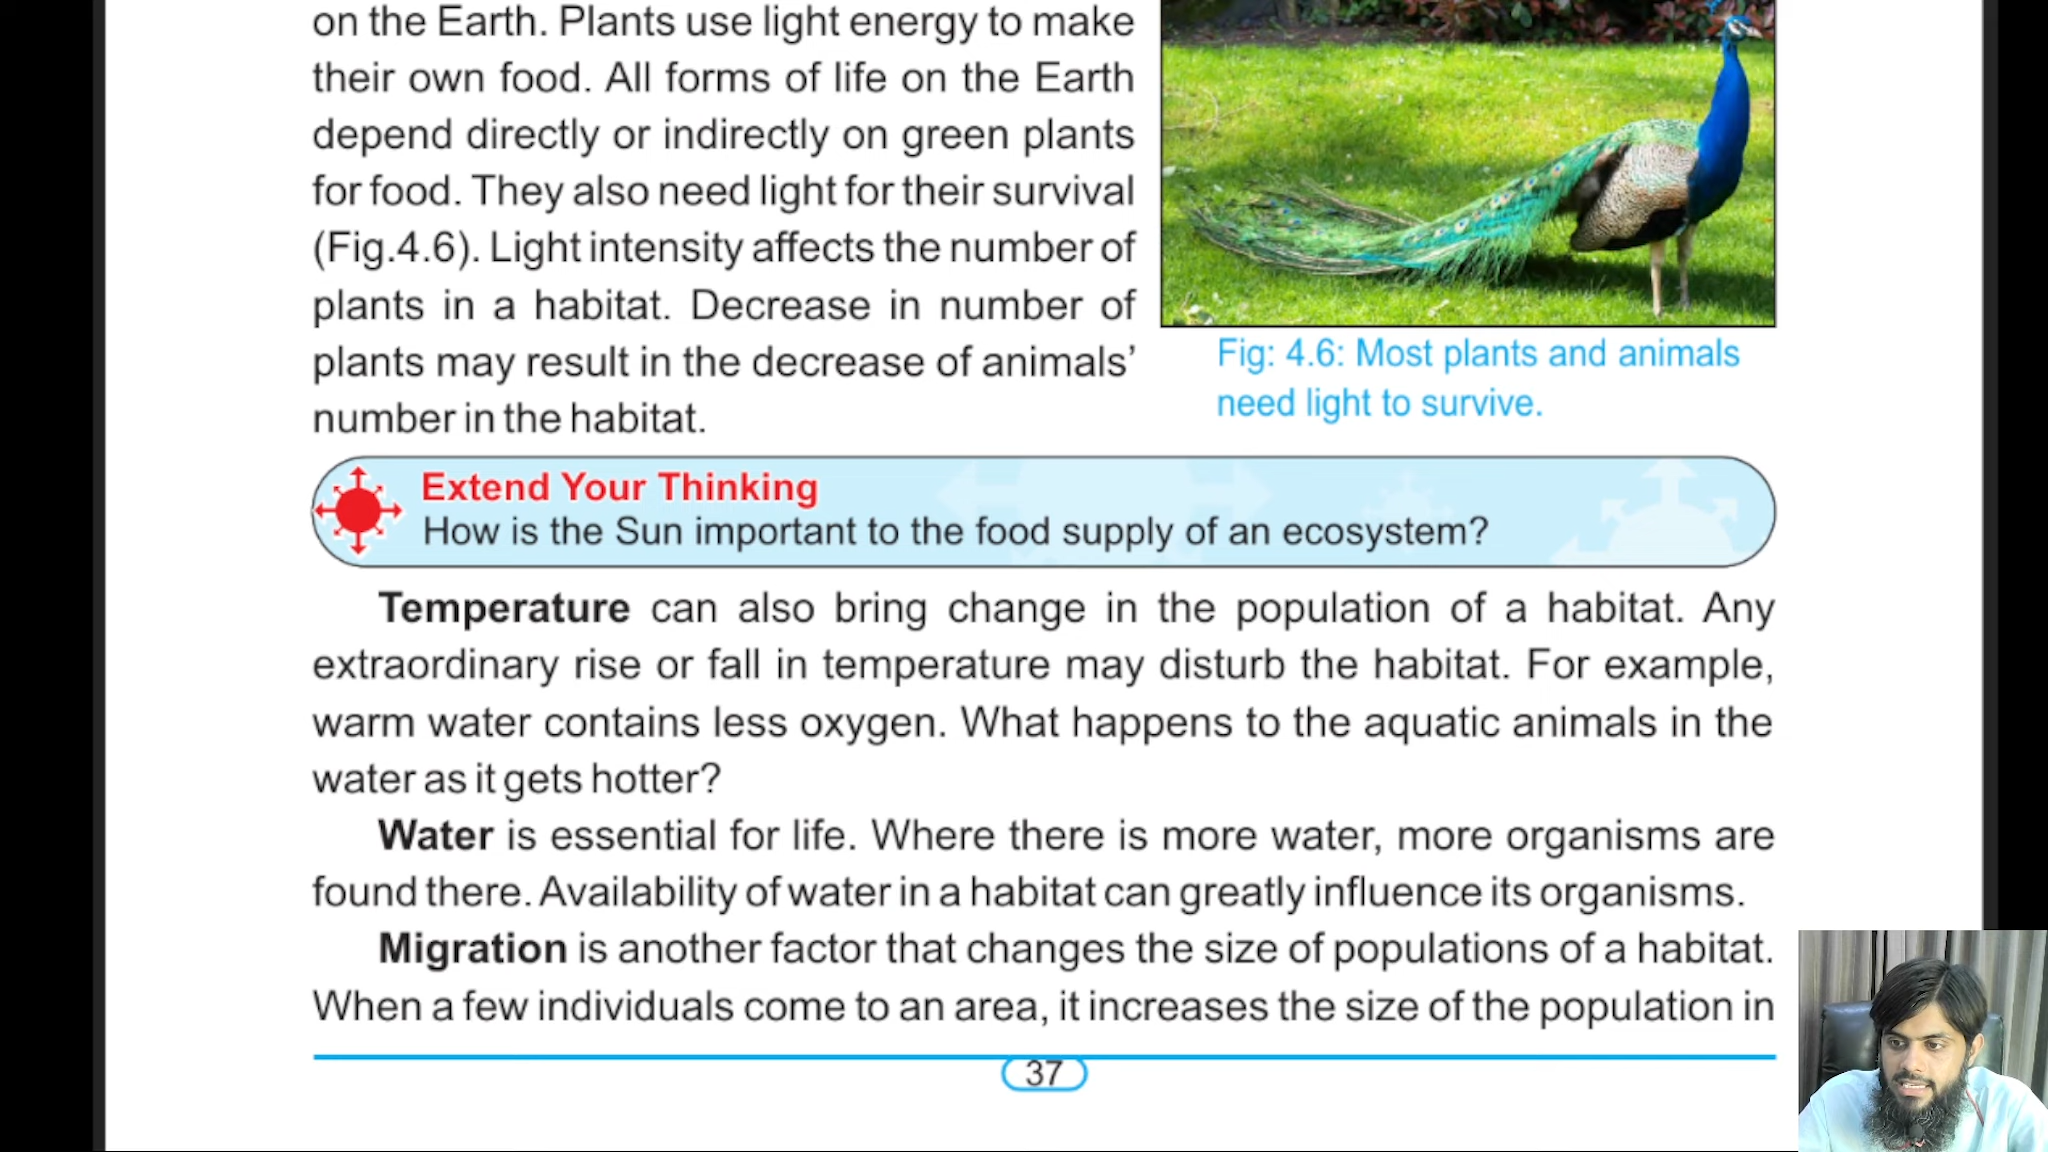 on the Earth. Plants use light energy to make
their own food. All forms of life on the Earth
depend directly or indirectly on green plants
for food. They also need light for their survival
(Fig.4.6). Light intensity affects the number of
plants in a habitat. Decrease in number of
plants may result in the decrease of animals’
number in the habitat.
Fig: 4.6: Most plants and animals
need light to survive.
Extend Your Thinking
How is the Sun important to the food supply of an ecosystem?
Temperature can also bring change in the population of a habitat. Any
extraordinary rise or fall in temperature may disturb the habitat. For example,
warm water contains less oxygen. What happens to the aquatic animals in the
water as it gets hotter?
Water is essential for life. Where there is more water, more organisms are
found there. Availability of water in a habitat can greatly influence its organisms.
Migration is another factor that changes the size of populations of a habitat.
When a few individuals come to an area, it increases the size of the population in
37